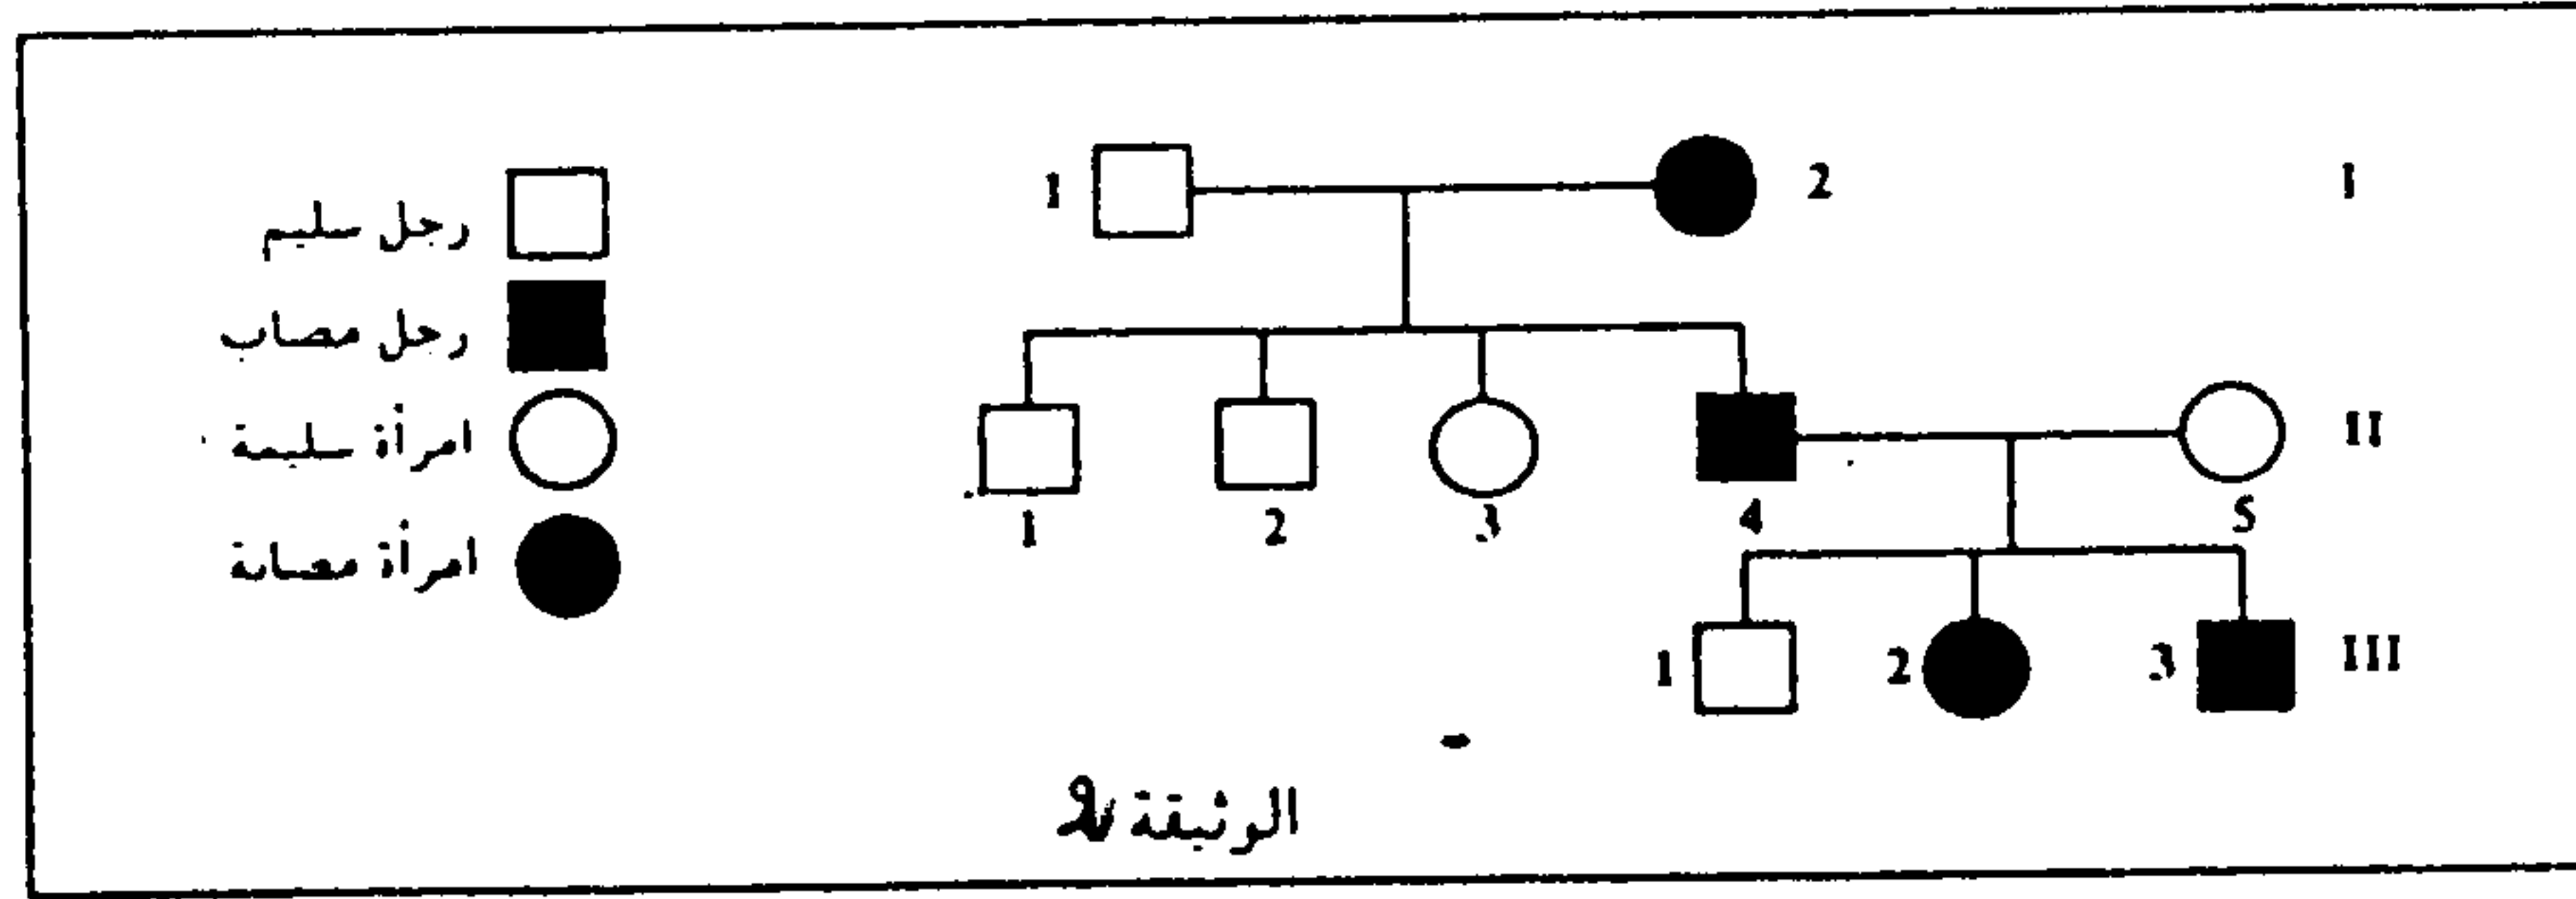 رجل سليم
رجل مصاب
امرأة سليمة
امرأة مصابة
1 2 I
1 2 3 4 5 II
1 2 3 III
الوثيقة 2